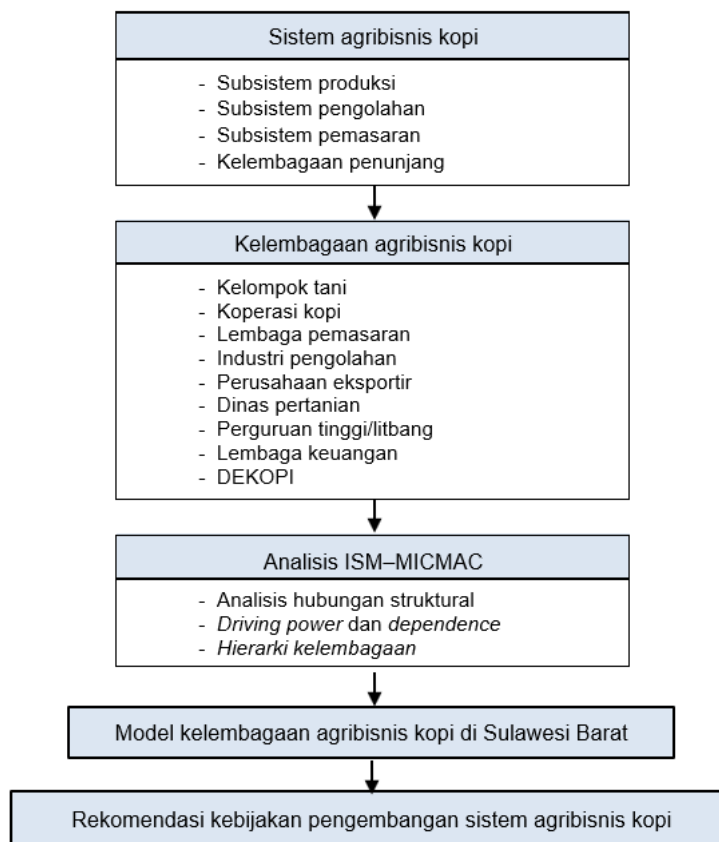 Sistem agribisnis kopi
- Subsistem produksi
- Subsistem pengolahan
- Subsistem pemasaran
- Kelembagaan penunjang
Kelembagaan agribisnis kopi
- Kelompok tani
- Koperasi kopi
- Lembaga pemasaran
- Industri pengolahan
- Perusahaan eksportir
- Dinas pertanian
- Perguruan tinggi/litbang
- Lembaga keuangan
- DEKOPI
Analisis ISM–MICMAC
- Analisis hubungan struktural
- Driving power dan dependence
- Hierarki kelembagaan
Model kelembagaan agribisnis kopi di Sulawesi Barat
Rekomendasi kebijakan pengembangan sistem agribisnis kopi